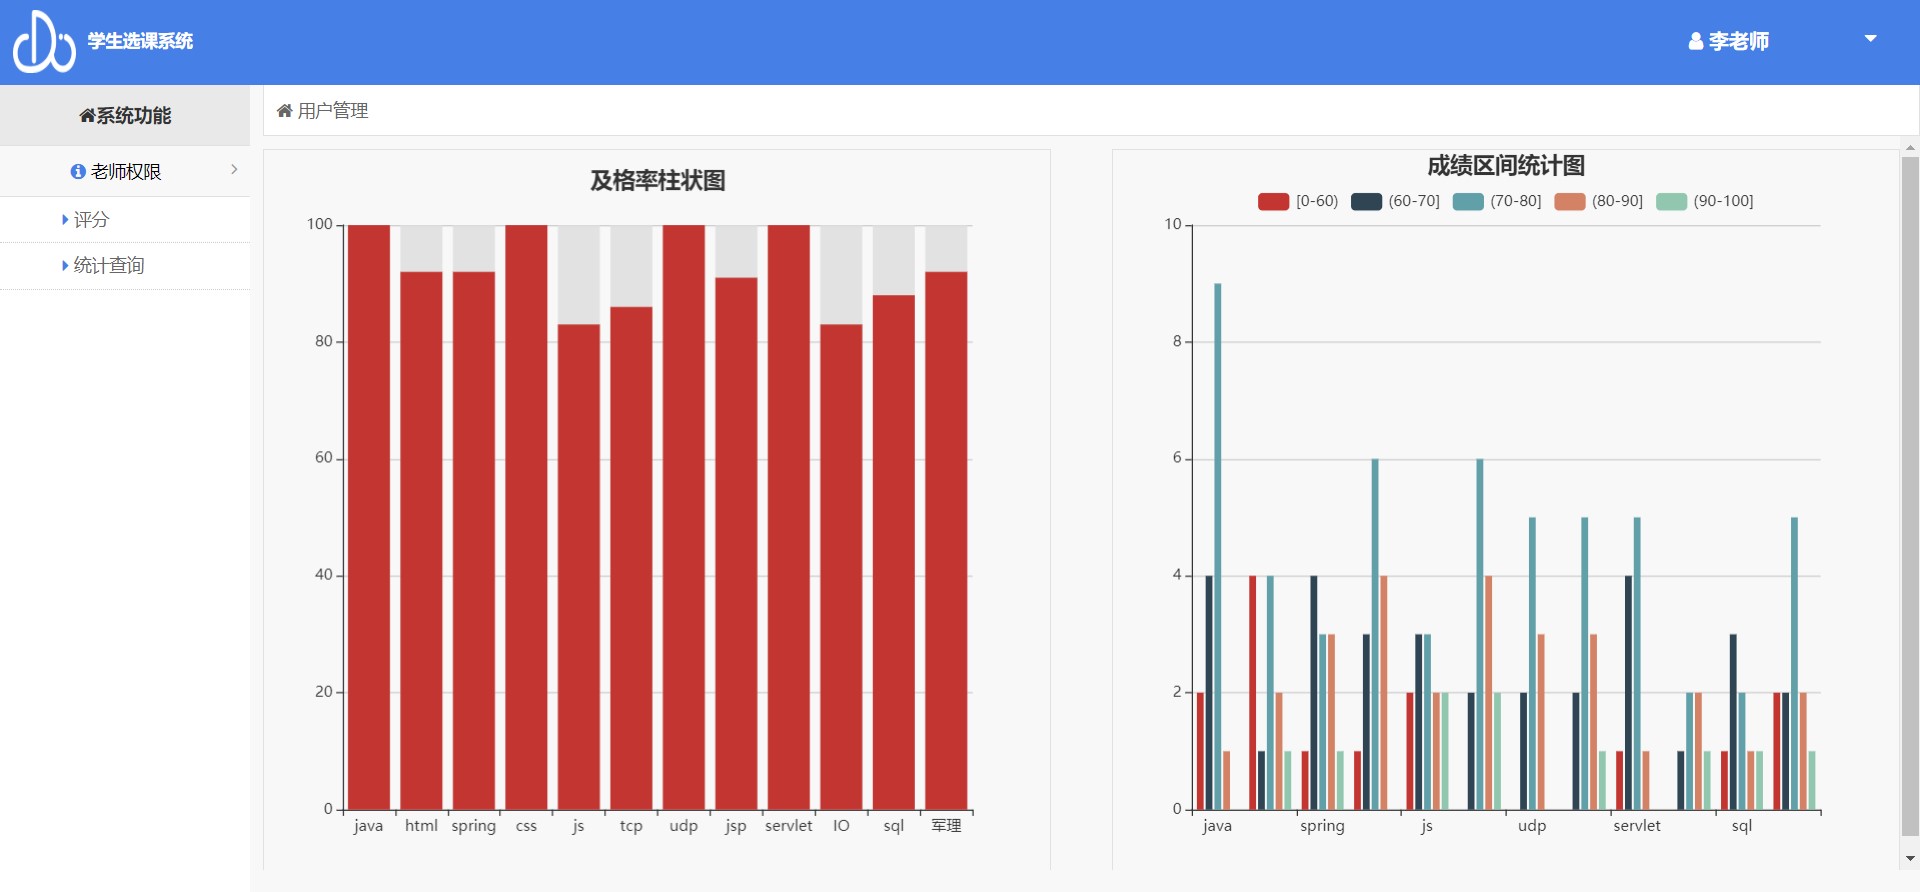 学生选课系统
李老师
系统功能
老师权限
评分
统计查询
用户管理
及格率柱状图
100
80
60
40
20
0
java html spring css js tcp udp jsp servlet IO sql 军理
成绩区间统计图
[0-60) (60-70] (70-80] (80-90] (90-100]
10
8
6
4
2
0
java spring js udp servlet sql